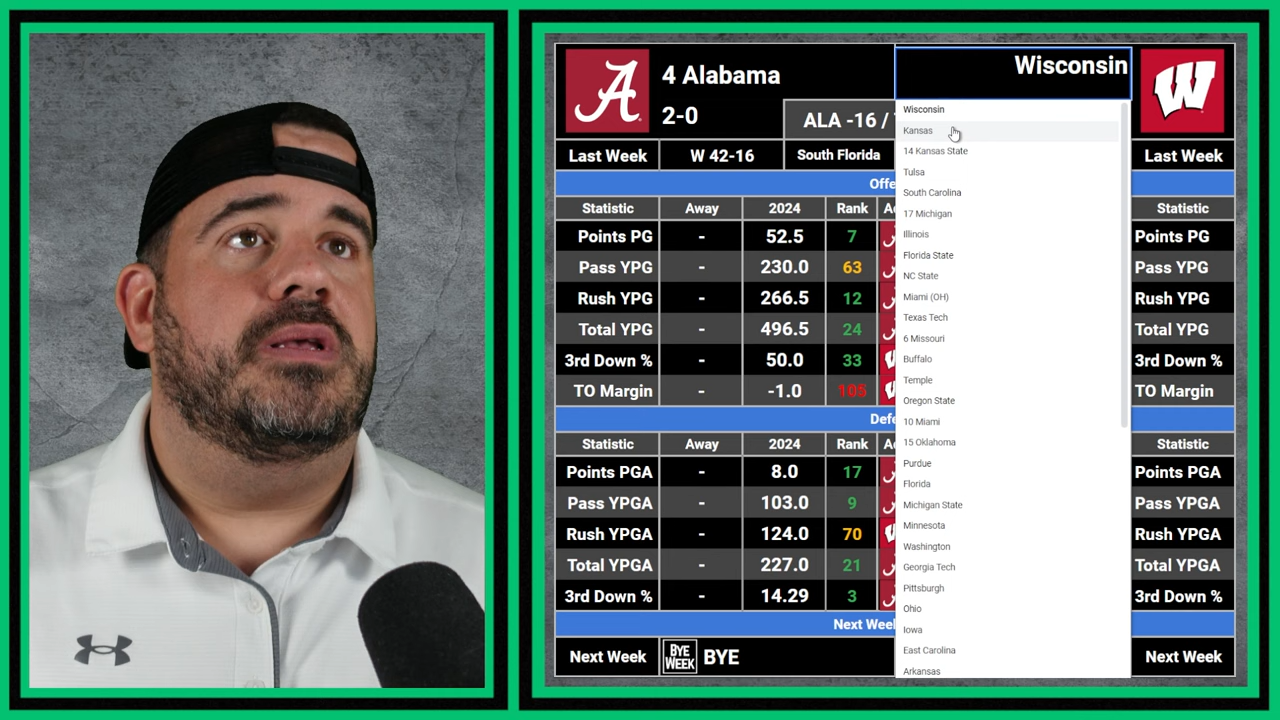 4 Alabama
2-0
ALA -16 /
Wisconsin
Last Week
W 42-16
South Florida
Last Week
Offe
Statistic Away 2024 Rank A Statistic
Points PG - 52.5 7 Points PG
Pass YPG - 230.0 63 Pass YPG
Rush YPG - 266.5 12 Rush YPG
Total YPG - 496.5 24 Total YPG
3rd Down % - 50.0 33 3rd Down %
TO Margin - -1.0 105 TO Margin
Defe
Statistic Away 2024 Rank A Statistic
Points PGA - 8.0 17 Points PGA
Pass YPGA - 103.0 9 Pass YPGA
Rush YPGA - 124.0 70 Rush YPGA
Total YPGA - 227.0 21 Total YPGA
3rd Down % - 14.29 3 3rd Down %
Next Wee
Next Week BYE WEEK BYE Next Week
Wisconsin
Kansas
14 Kansas State
Tulsa
South Carolina
17 Michigan
Illinois
Florida State
NC State
Miami (OH)
Texas Tech
6 Missouri
Buffalo
Temple
Oregon State
10 Miami
15 Oklahoma
Purdue
Florida
Michigan State
Minnesota
Washington
Georgia Tech
Pittsburgh
Ohio
Iowa
East Carolina
Arkansas